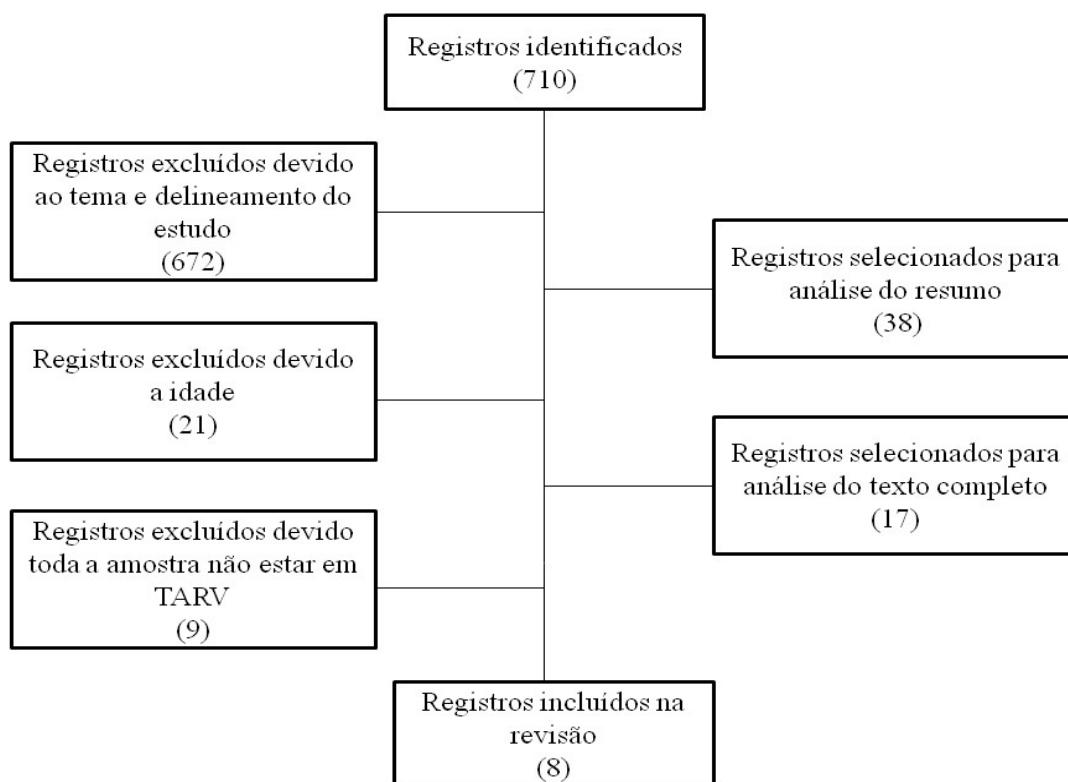 Registros identificados
(710)
Registros excluídos devido
ao tema e delineamento do
estudo
(672)
Registros selecionados para
análise do resumo
(38)
Registros excluídos devido
a idade
(21)
Registros selecionados para
análise do texto completo
(17)
Registros excluídos devido
toda a amostra não estar em
TARV
(9)
Registros incluídos na
revisão
(8)